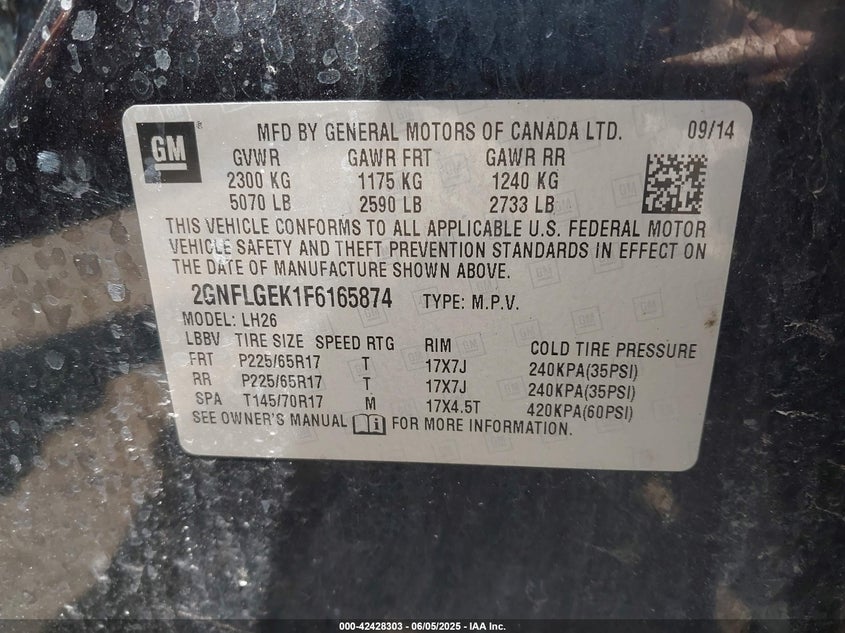 GM
MFD BY GENERAL MOTORS OF CANADA LTD. 09/14
GVWR GAWR FRT GAWR RR
2300 KG 1175 KG 1240 KG
5070 LB 2590 LB 2733 LB
THIS VEHICLE CONFORMS TO ALL APPLICABLE U.S. FEDERAL MOTOR
VEHICLE SAFETY AND THEFT PREVENTION STANDARDS IN EFFECT ON
THE DATE OF MANUFACTURE SHOWN ABOVE.
2GNFLGEK1F6165874 TYPE: M.P.V.
MODEL: LH26
LBBV TIRE SIZE SPEED RTG RIM COLD TIRE PRESSURE
FRT P225/65R17 T 17X7J 240KPA(35PSI)
RR P225/65R17 T 17X7J 240KPA(35PSI)
SPA T145/70R17 M 17X4.5T 420KPA(60PSI)
SEE OWNER'S MANUAL FOR MORE INFORMATION.
000-42428303 - 06/05/2025 - IAA Inc.